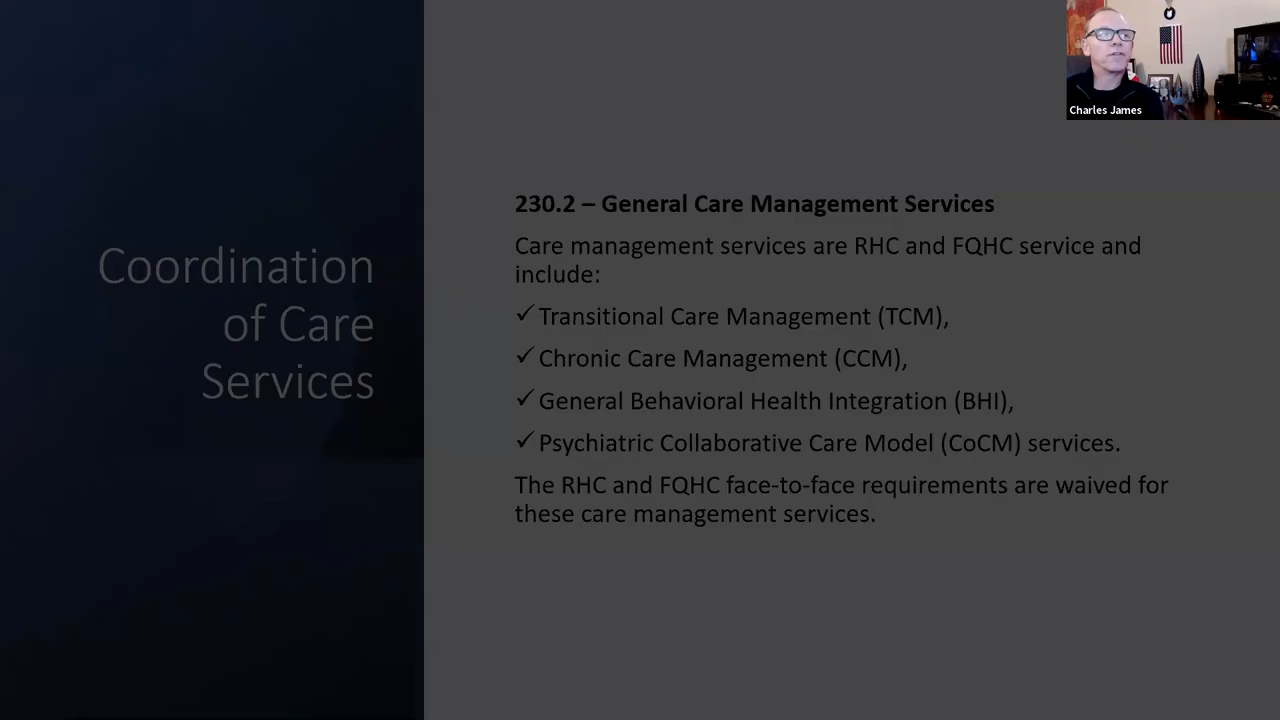 Coordination
of Care
Services
230.2 – General Care Management Services
Care management services are RHC and FQHC service and
include:
✓ Transitional Care Management (TCM),
✓ Chronic Care Management (CCM),
✓ General Behavioral Health Integration (BHI),
✓ Psychiatric Collaborative Care Model (CoCM) services.
The RHC and FQHC face-to-face requirements are waived for
these care management services.
Charles James